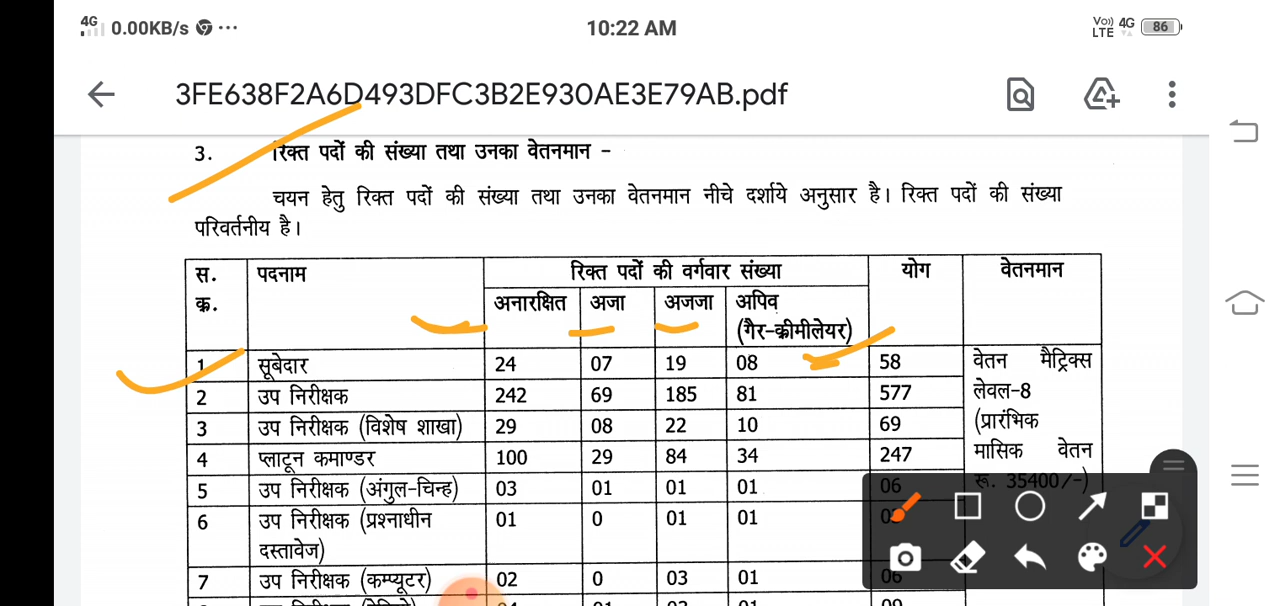 4G 0.00KB/s ... 10:22 AM Vo) LTE 4G 86
3FE638F2A6D493DFC3B2E930AE3E79AB.pdf
3. रिक्त पदों की संख्या तथा उनका वेतनमान –
चयन हेतु रिक्त पदों की संख्या तथा उनका वेतनमान नीचे दर्शाये अनुसार है। रिक्त पदों की संख्या
परिवर्तनीय है।
स. क्र. पदनाम रिक्त पदों की वर्गवार संख्या योग वेतनमान
अनारक्षित अजा अजजा अपिव (गैर-क्रीमीलेयर)
1 सूबेदार 24 07 19 08 58 वेतन मैट्रिक्स
2 उप निरीक्षक 242 69 185 81 577 लेवल-8
3 उप निरीक्षक (विशेष शाखा) 29 08 22 10 69 (प्रारंभिक
4 प्लाटून कमाण्डर 100 29 84 34 247 मासिक वेतन
5 उप निरीक्षक (अंगुल-चिन्ह) 03 01 01 01 06 रू. 35400/-)
6 उप निरीक्षक (प्रश्नाधीन 01 0 01 01
दस्तावेज)
7 उप निरीक्षक (कम्प्यूटर) 02 0 03 01 06